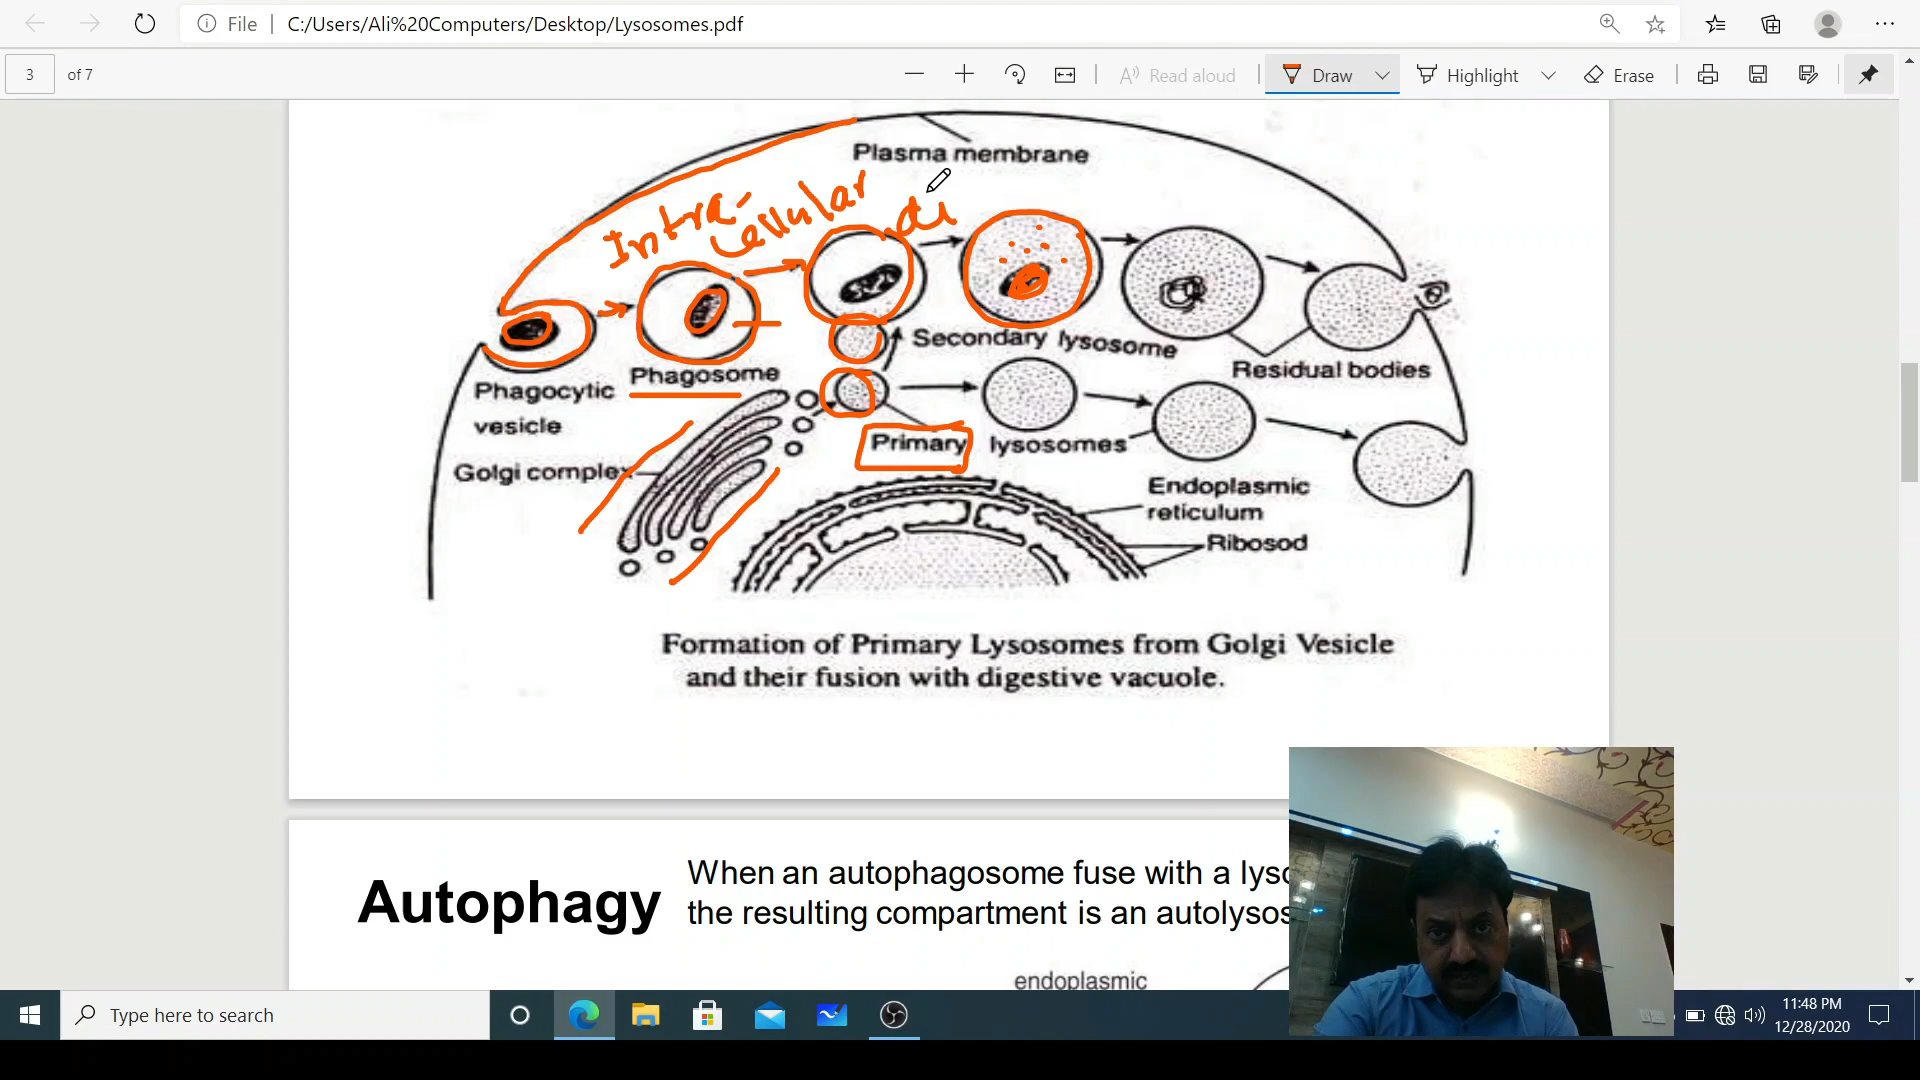 File
C:/Users/Ali%20Computers/Desktop/Lysosomes.pdf
3 of 7
Read aloud
Draw
Highlight
Erase
Plasma membrane
Intra-
cellular
di
Phagocytic
vesicle
Phagosome
Secondary lysosome
Residual bodies
Golgi complex
Primary lysosomes
Endoplasmic
reticulum
Ribosod
Formation of Primary Lysosomes from Golgi Vesicle
and their fusion with digestive vacuole.
Autophagy
When an autophagosome fuse with a lyso
the resulting compartment is an autolysos
endoplasmic
Type here to search
11:48 PM
12/28/2020